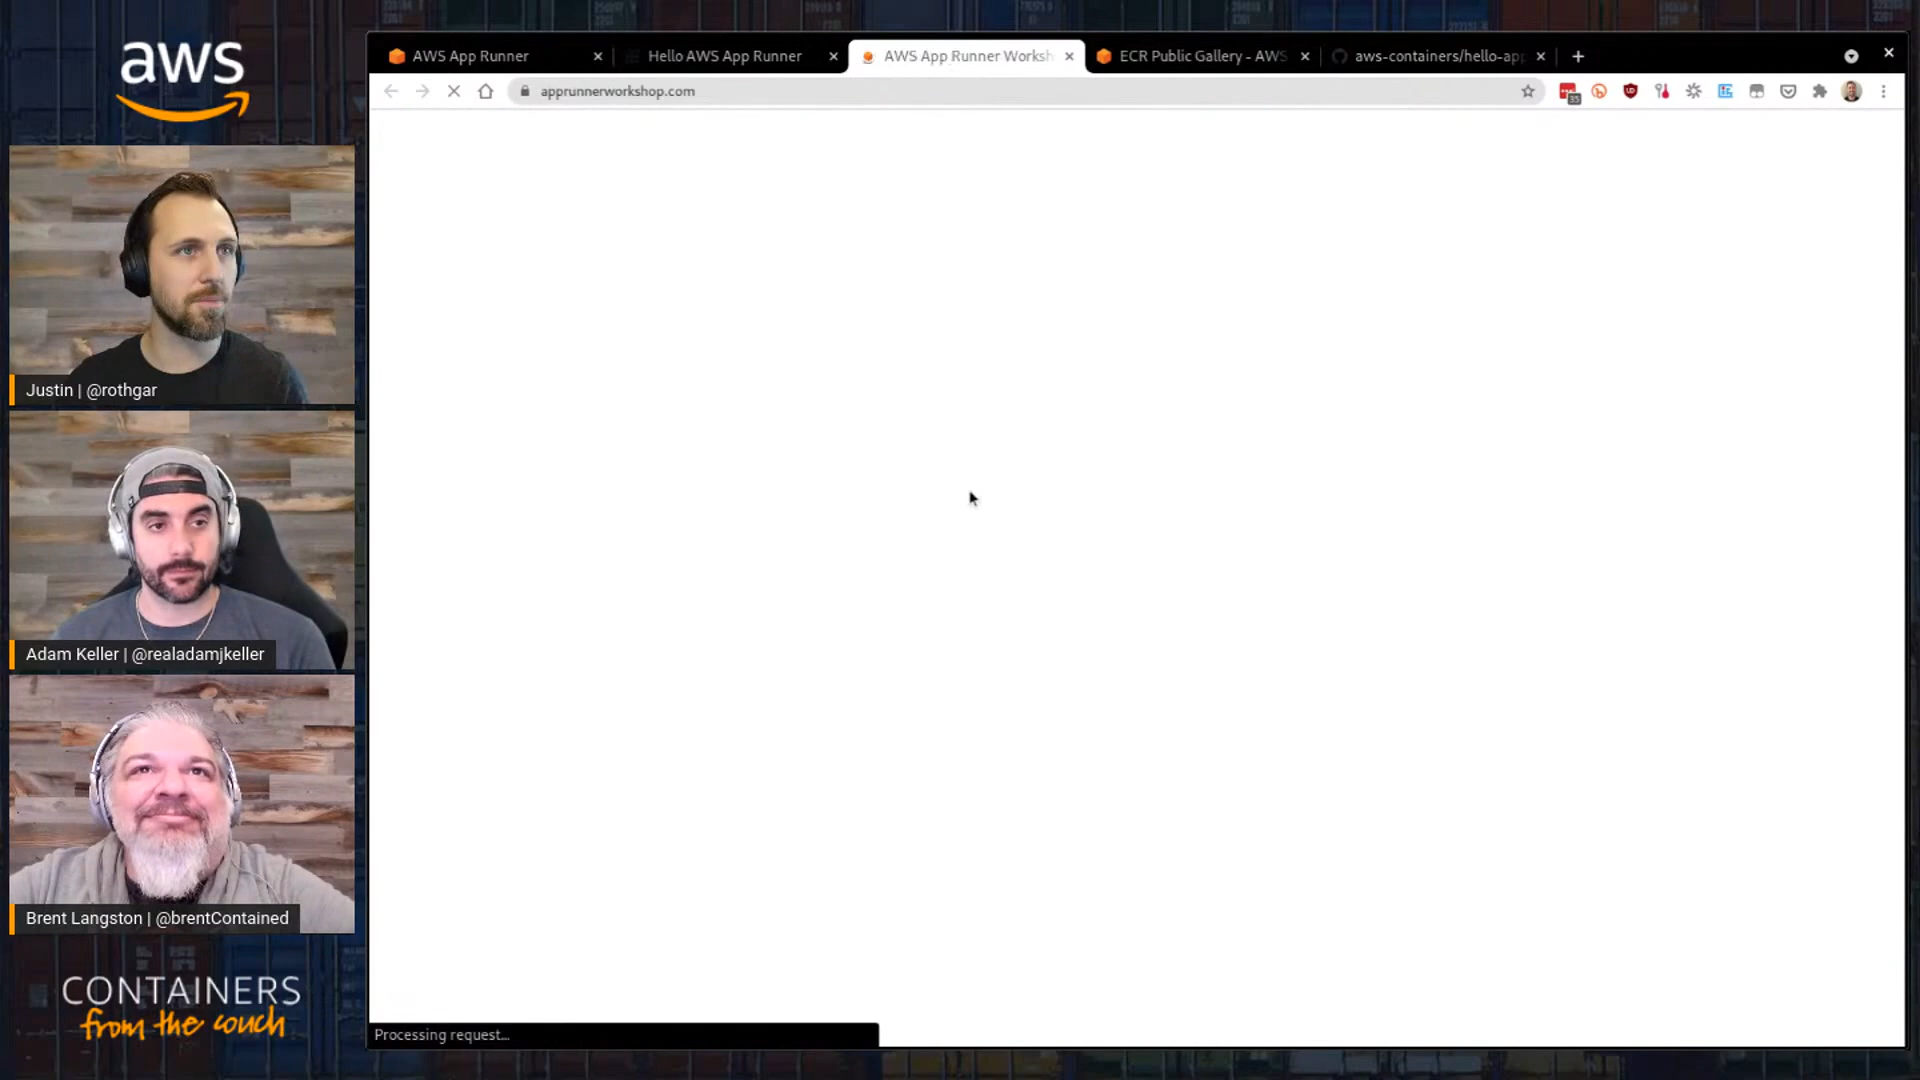 aws
Justin | @rothgar
Adam Keller | @realadamjkeller
Brent Langston | @brentContained
CONTAINERS
from the couch
AWS App Runner
Hello AWS App Runner
AWS App Runner Worksh
ECR Public Gallery - AWS
aws-containers/hello-app
apprunnerworkshop.com
35
Processing request...